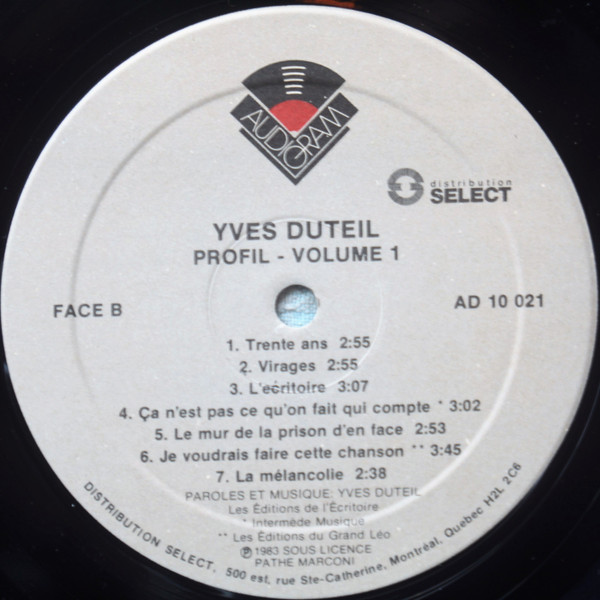 AUDIOGRAM
distribution
SELECT
YVES DUTEIL
PROFIL - VOLUME 1
FACE B
AD 10 021
1. Trente ans 2:55
2. Virages 2:55
3. L'ecritoire 3:07
4. Ça n'est pas ce qu'on fait qui compte * 3:02
5. Le mur de la prison d'en face 2:53
6. Je voudrais faire cette chanson ** 3:45
7. La mélancolie 2:38
PAROLES ET MUSIQUE: YVES DUTEIL
Les Éditions de l'Écritoire
* Intermède Musique
** Les Éditions du Grand Léo
Ⓟ 1983 SOUS LICENCE
PATHE MARCONI
DISTRIBUTION SELECT, 500 est, rue Ste-Catherine, Montréal, Quebec H2L 2C6